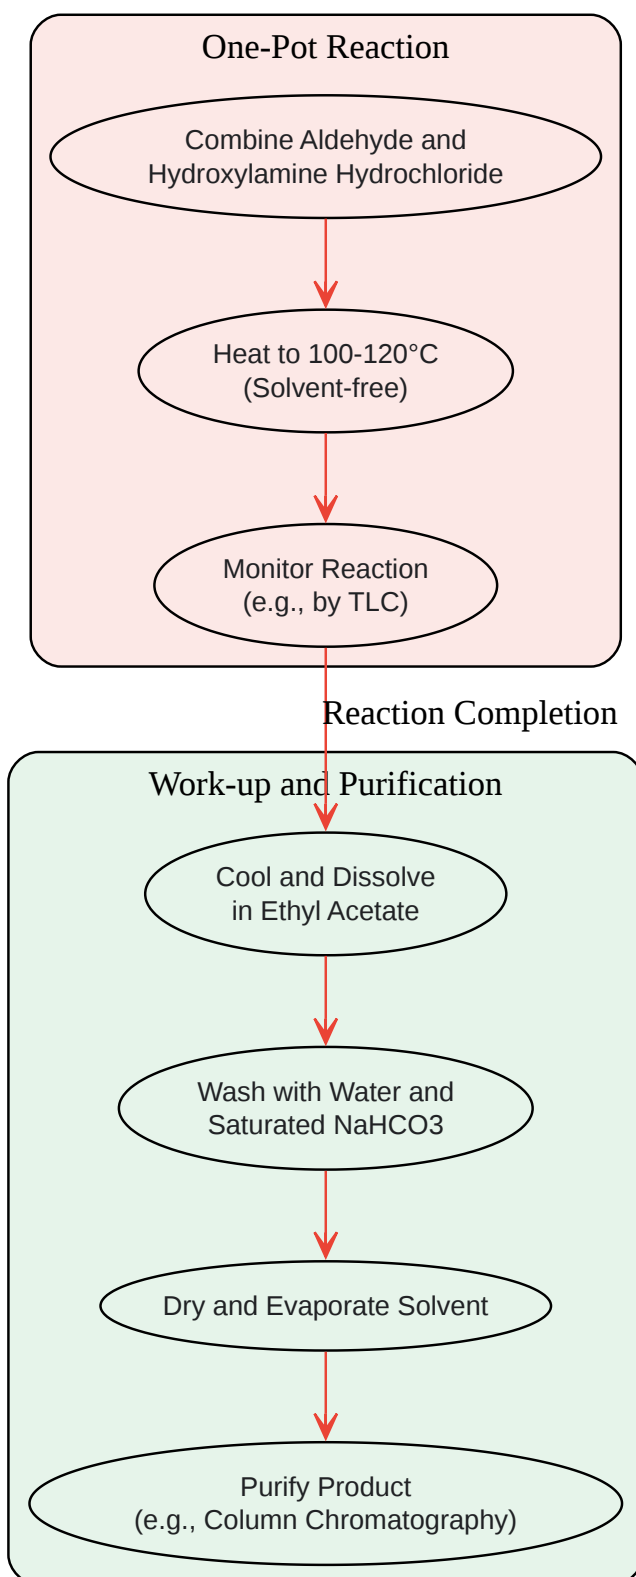 One-Pot Reaction
Combine Aldehyde and
Hydroxylamine Hydrochloride
Heat to 100-120°C
(Solvent-free)
Monitor Reaction
(e.g., by TLC)
Reaction Completion
Work-up and Purification
Cool and Dissolve
in Ethyl Acetate
Wash with Water and
Saturated NaHCO3
Dry and Evaporate Solvent
Purify Product
(e.g., Column Chromatography)